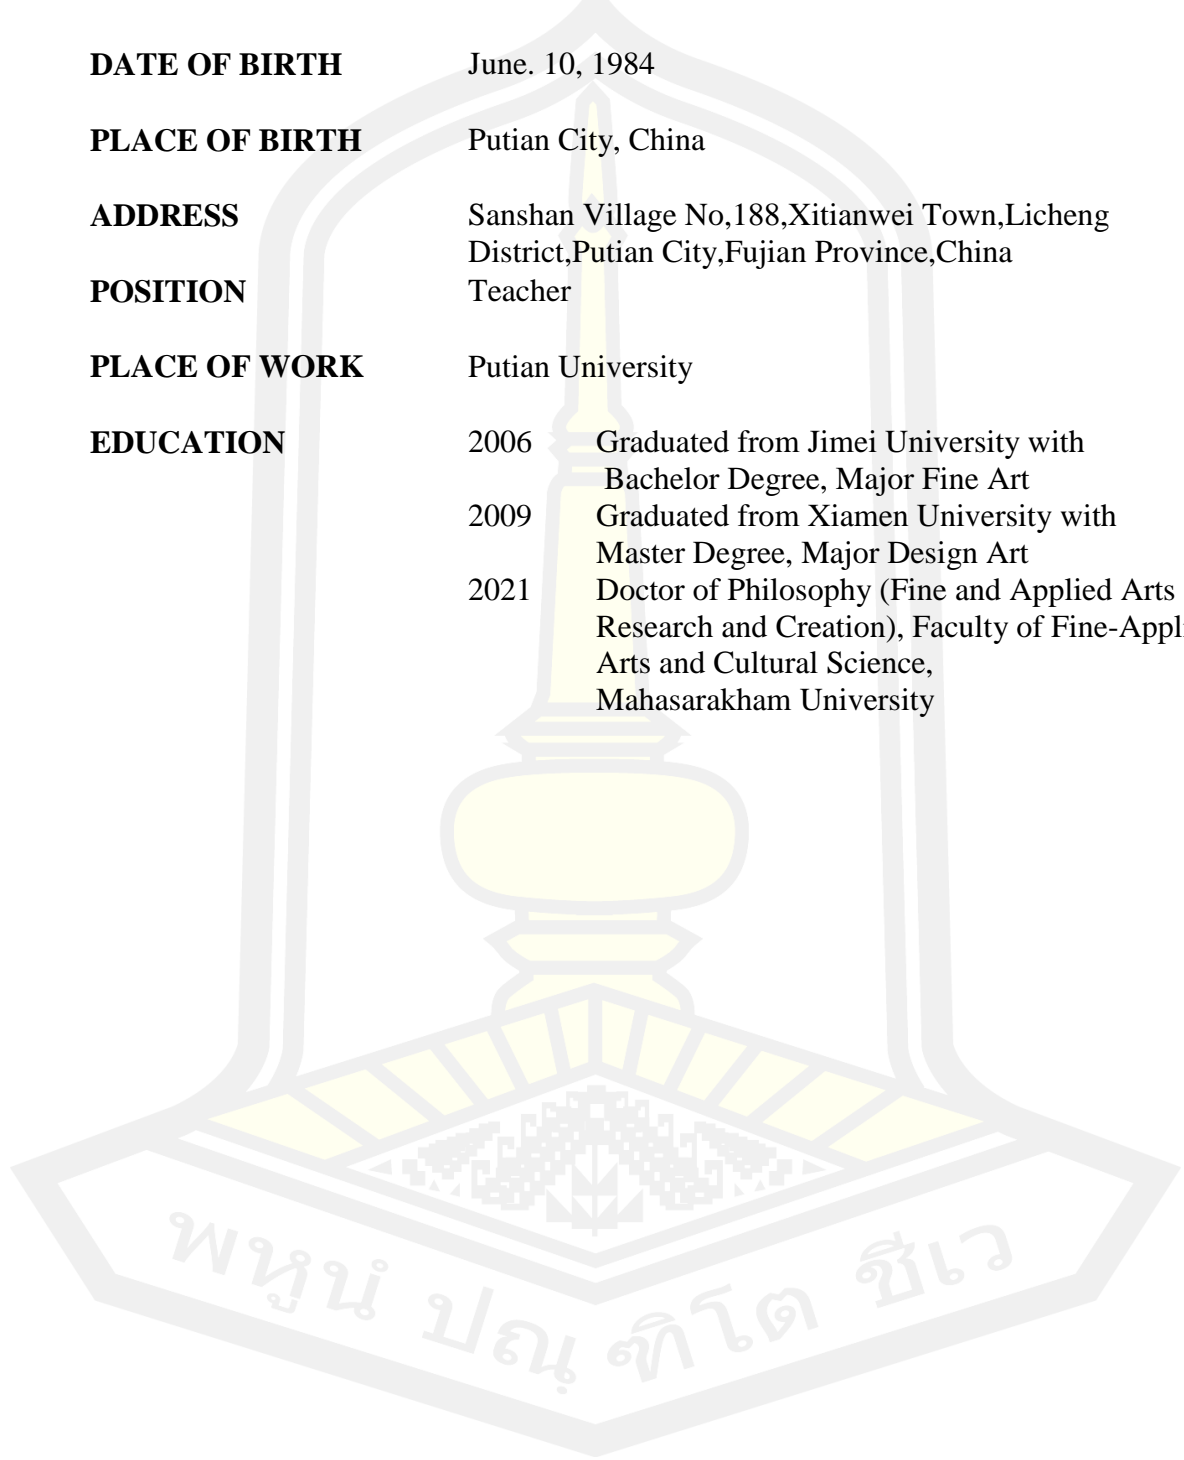 DATE OF BIRTH June. 10, 1984
PLACE OF BIRTH Putian City, China
ADDRESS Sanshan Village No,188,Xitianwei Town,Licheng
District,Putian City,Fujian Province,China
POSITION Teacher
PLACE OF WORK Putian University
EDUCATION 2006 Graduated from Jimei University with
Bachelor Degree, Major Fine Art
2009 Graduated from Xiamen University with
Master Degree, Major Design Art
2021 Doctor of Philosophy (Fine and Applied Arts
Research and Creation), Faculty of Fine-Appli
Arts and Cultural Science,
Mahasarakham University
พหูนํ ปณฺฑิโต ชีเว